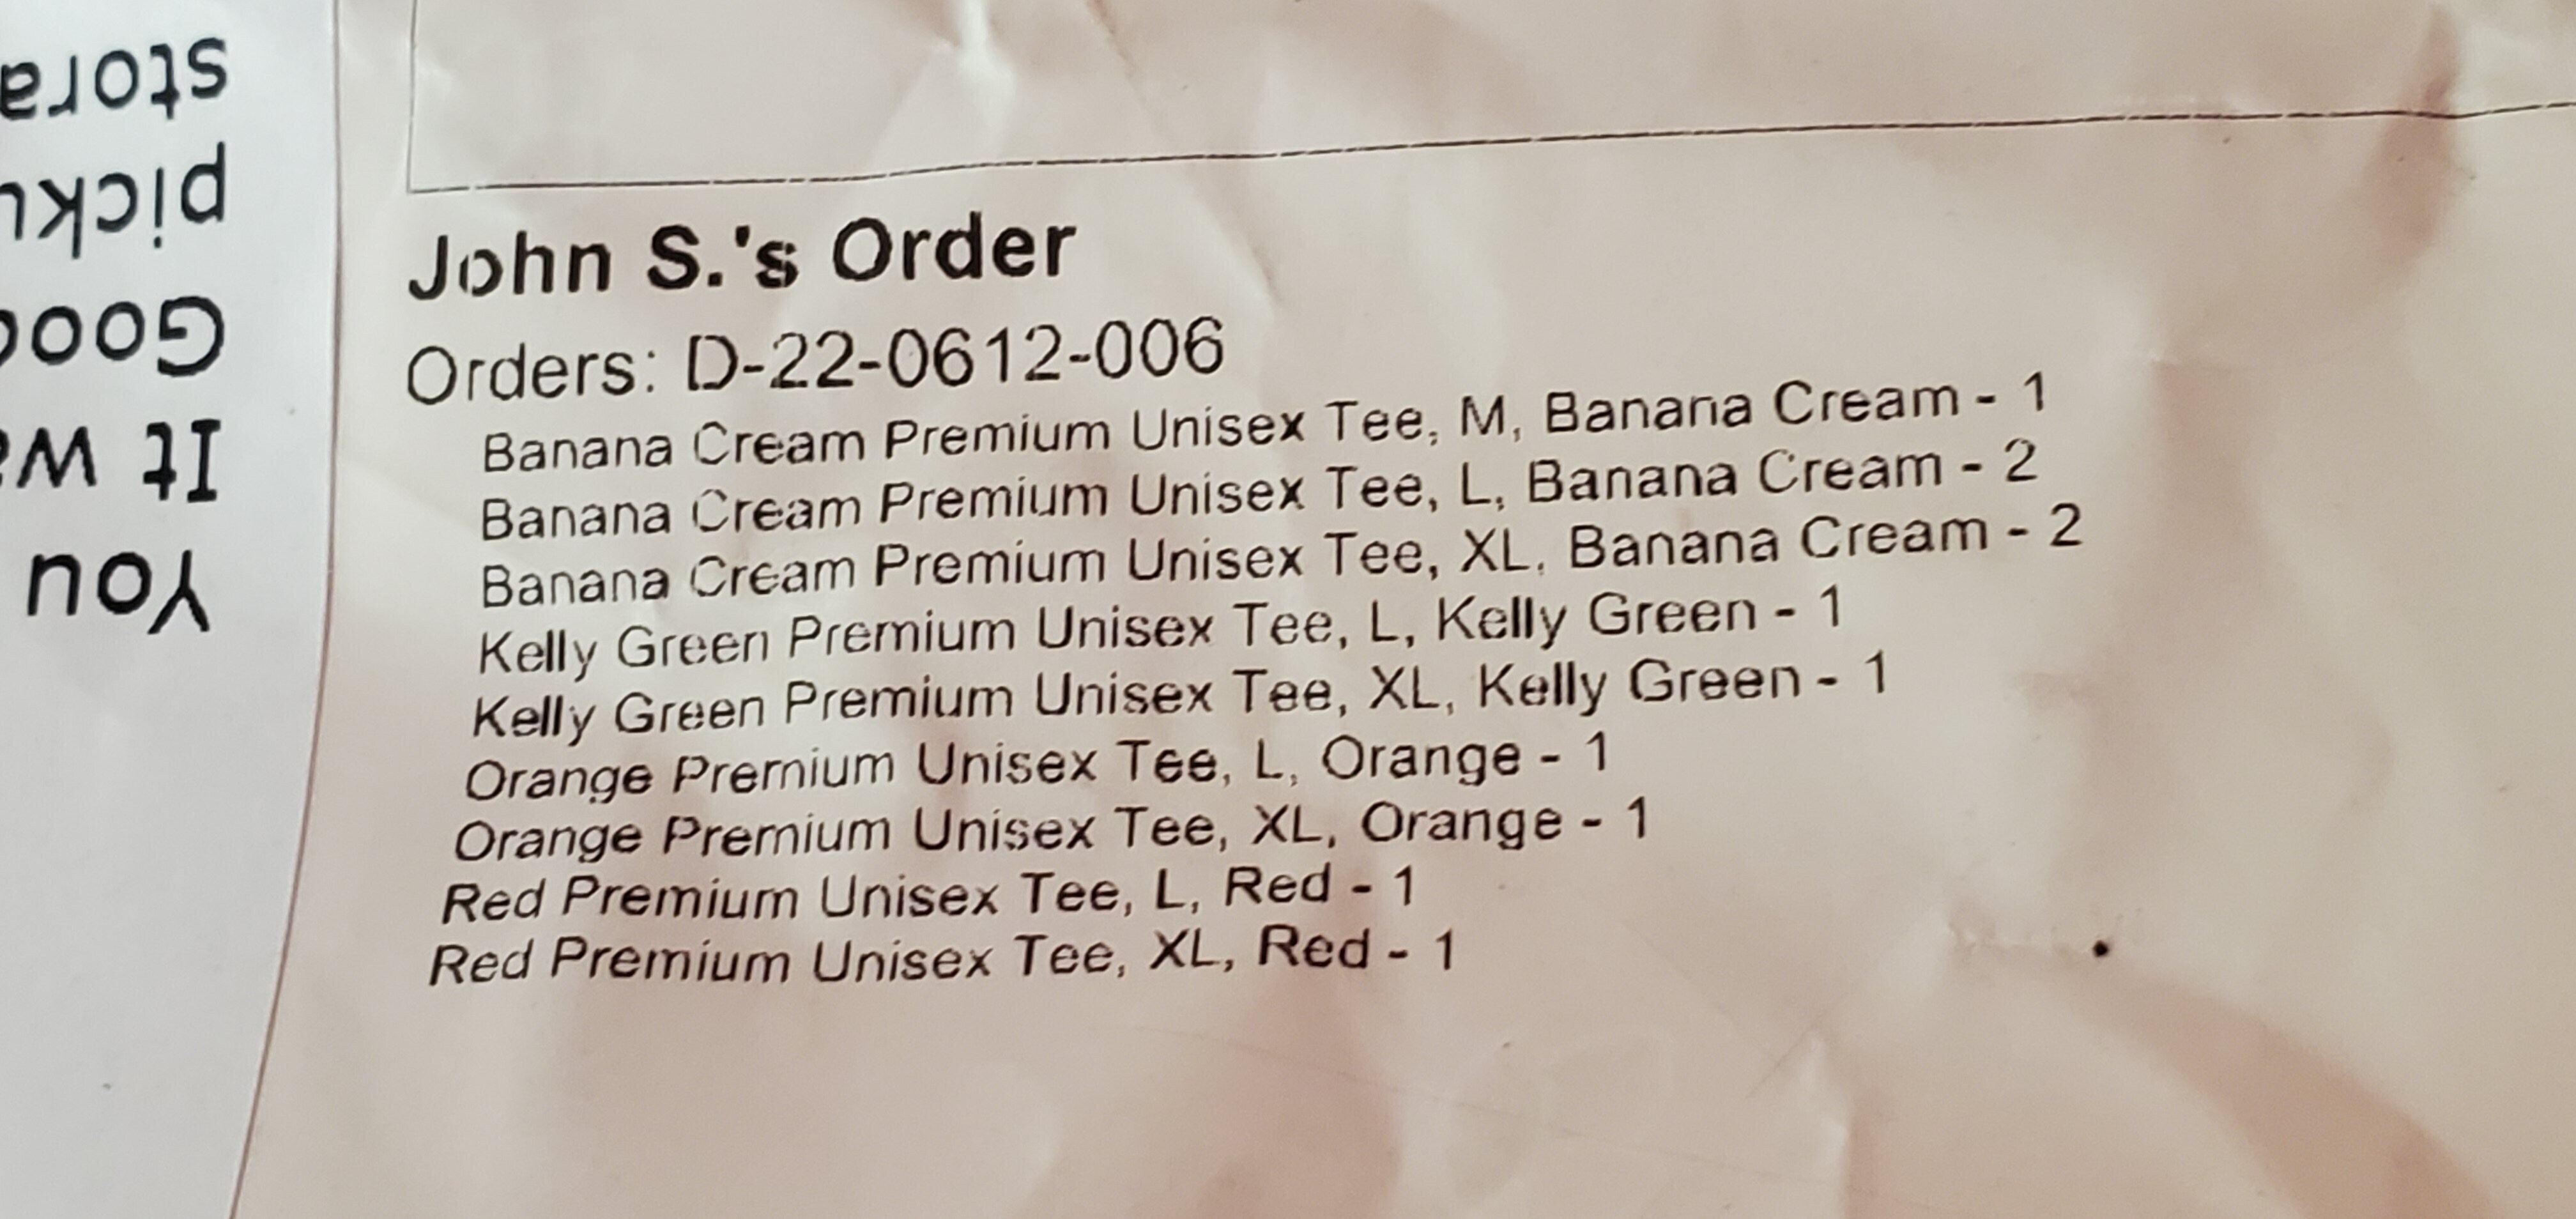 John S.'s Order
Orders: D-22-0612-006
Banana Cream Premium Unisex Tee, M, Banana Cream - 1
Banana Cream Premium Unisex Tee, L, Banana Cream - 2
Banana Cream Premium Unisex Tee, XL, Banana Cream - 2
Kelly Green Premium Unisex Tee, L, Kelly Green - 1
Kelly Green Premium Unisex Tee, XL, Kelly Green - 1
Orange Premium Unisex Tee, L, Orange - 1
Orange Premium Unisex Tee, XL, Orange - 1
Red Premium Unisex Tee, L, Red - 1
Red Premium Unisex Tee, XL, Red - 1
You
It